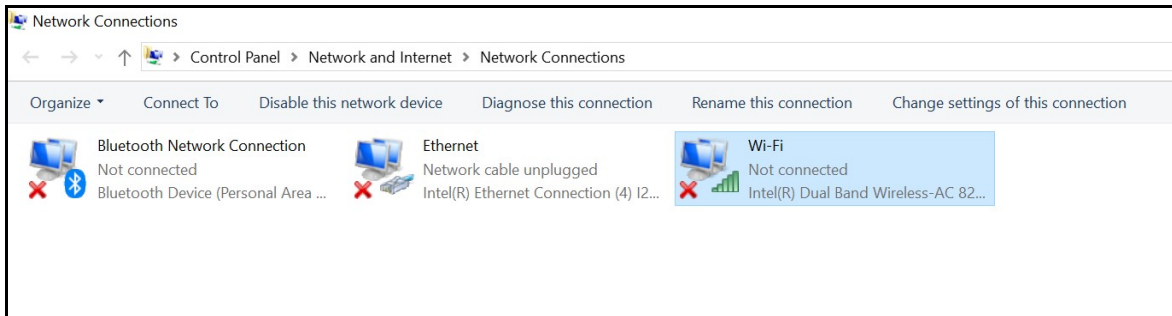 Network Connections
Control Panel > Network and Internet > Network Connections
Organize Connect To Disable this network device Diagnose this connection Rename this connection Change settings of this connection
Bluetooth Network Connection
Not connected
Bluetooth Device (Personal Area ...
Ethernet
Network cable unplugged
Intel(R) Ethernet Connection (4) I2...
Wi-Fi
Not connected
Intel(R) Dual Band Wireless-AC 82...